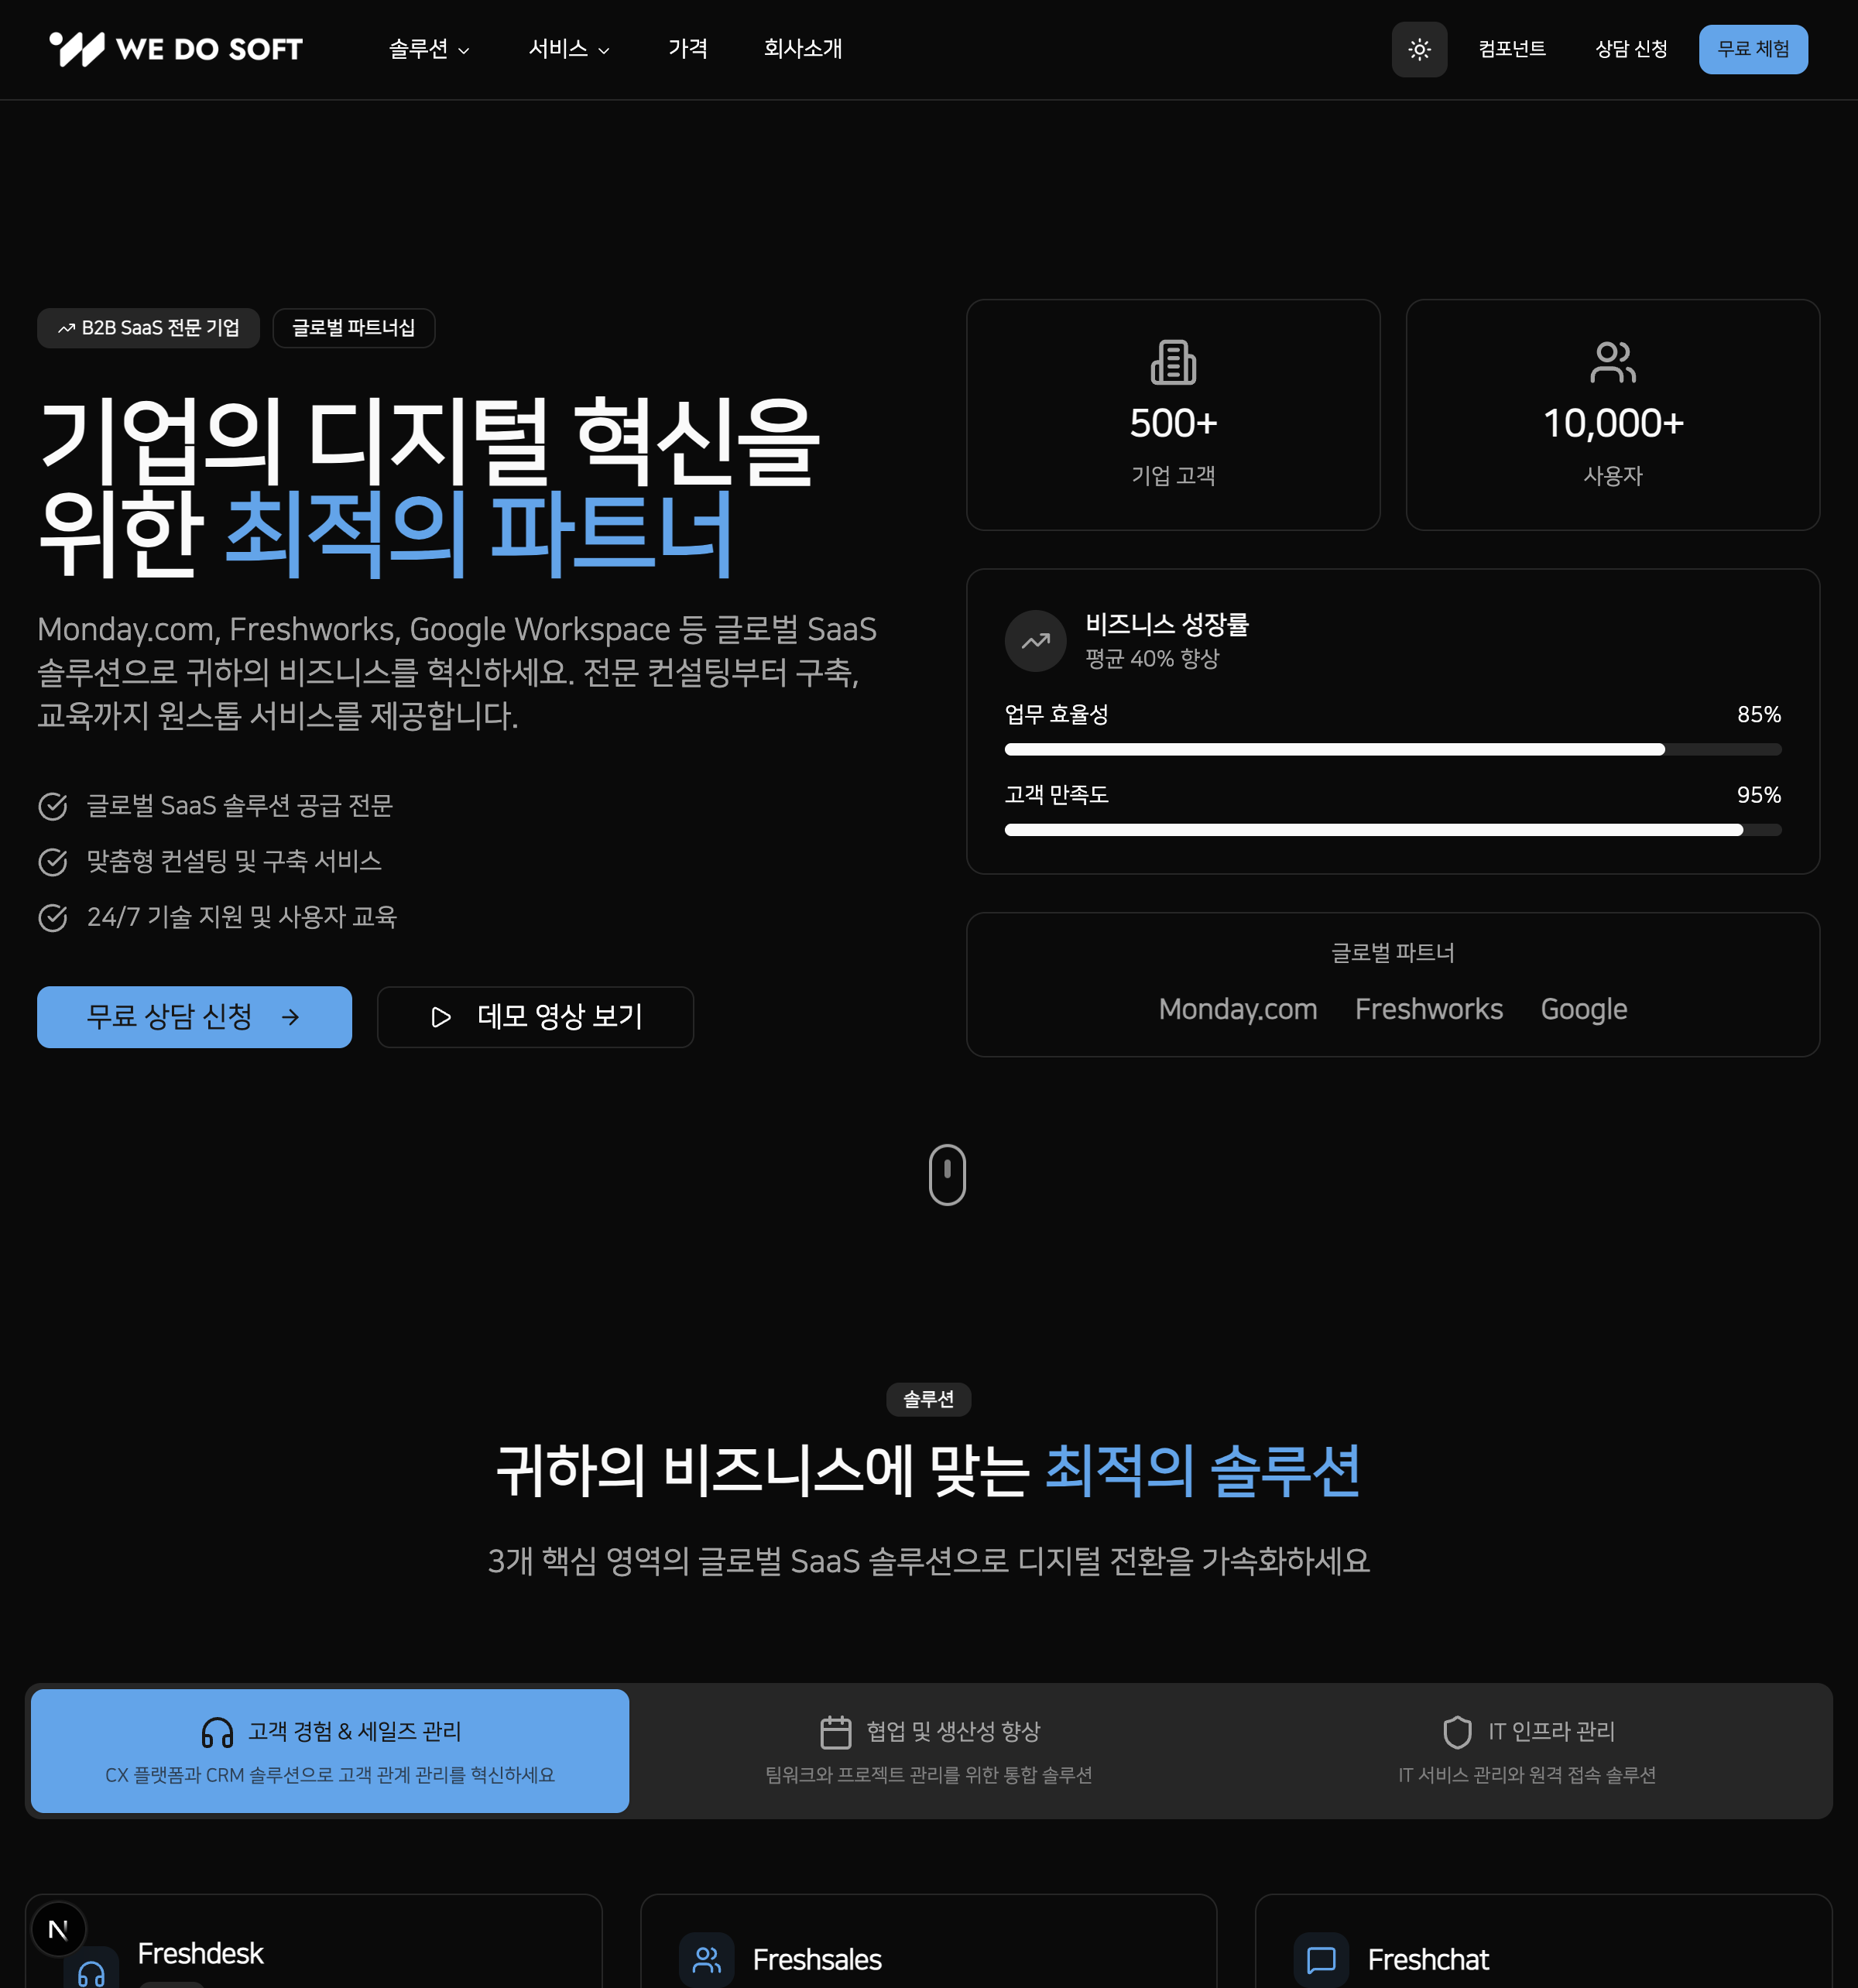 WE DO SOFT
솔루션
서비스
가격
회사소개
컴포넌트
상담 신청
무료 체험
B2B SaaS 전문 기업
글로벌 파트너십
기업의 디지털 혁신을
위한 최적의 파트너
Monday.com, Freshworks, Google Workspace 등 글로벌 SaaS
솔루션으로 귀하의 비즈니스를 혁신하세요. 전문 컨설팅부터 구축,
교육까지 원스톱 서비스를 제공합니다.
글로벌 SaaS 솔루션 공급 전문
맞춤형 컨설팅 및 구축 서비스
24/7 기술 지원 및 사용자 교육
무료 상담 신청
데모 영상 보기
500+
기업 고객
10,000+
사용자
비즈니스 성장률
평균 40% 향상
업무 효율성
85%
고객 만족도
95%
글로벌 파트너
Monday.com
Freshworks
Google
솔루션
귀하의 비즈니스에 맞는 최적의 솔루션
3개 핵심 영역의 글로벌 SaaS 솔루션으로 디지털 전환을 가속화하세요
고객 경험 & 세일즈 관리
CX 플랫폼과 CRM 솔루션으로 고객 관계 관리를 혁신하세요
협업 및 생산성 향상
팀워크와 프로젝트 관리를 위한 통합 솔루션
IT 인프라 관리
IT 서비스 관리와 원격 접속 솔루션
N
Freshdesk
Freshsales
Freshchat